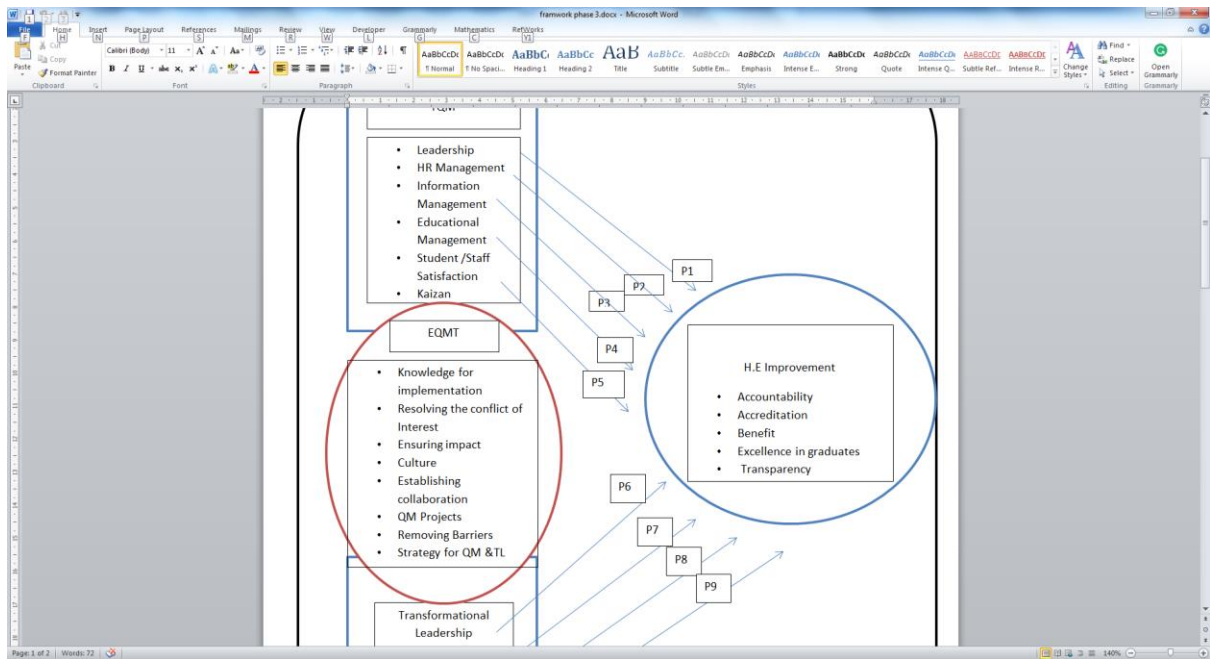 framwork phase 3.docx - Microsoft Word
File Home Insert Page Layout References Mailings Review View Developer Grammarly Mathematics RefWorks
F H N P S M R W L G C Y1
Paste
Cut
Copy
Format Painter
Clipboard
Calibri (Body) 11
Font
Paragraph
AaBbCcDc AaBbCcDc AaBbC AaBbCc AaB AaBbCc. AaBbCcDi AaBbCcDi AaBbCcDi AaBbCcDc AaBbCcDi AaBbCcDc AABBCCDC AABBCCDC
¶ Normal ¶ No Spaci... Heading 1 Heading 2 Title Subtitle Subtle Em... Emphasis Intense E... Strong Quote Intense Q... Subtle Ref... Intense R...
Styles
Change
Styles
Find
Replace
Select
Editing
Open
Grammarly
Grammarly
TQM
• Leadership
• HR Management
• Information
Management
• Educational
Management
• Student /Staff
Satisfaction
• Kaizan
EQMT
• Knowledge for
implementation
• Resolving the conflict of
Interest
• Ensuring impact
• Culture
• Establishing
collaboration
• QM Projects
• Removing Barriers
• Strategy for QM &TL
Transformational
Leadership
P1
P2
P3
P4
P5
P6
P7
P8
P9
H.E Improvement
• Accountability
• Accreditation
• Benefit
• Excellence in graduates
• Transparency
Page: 1 of 2 Words: 72
140%